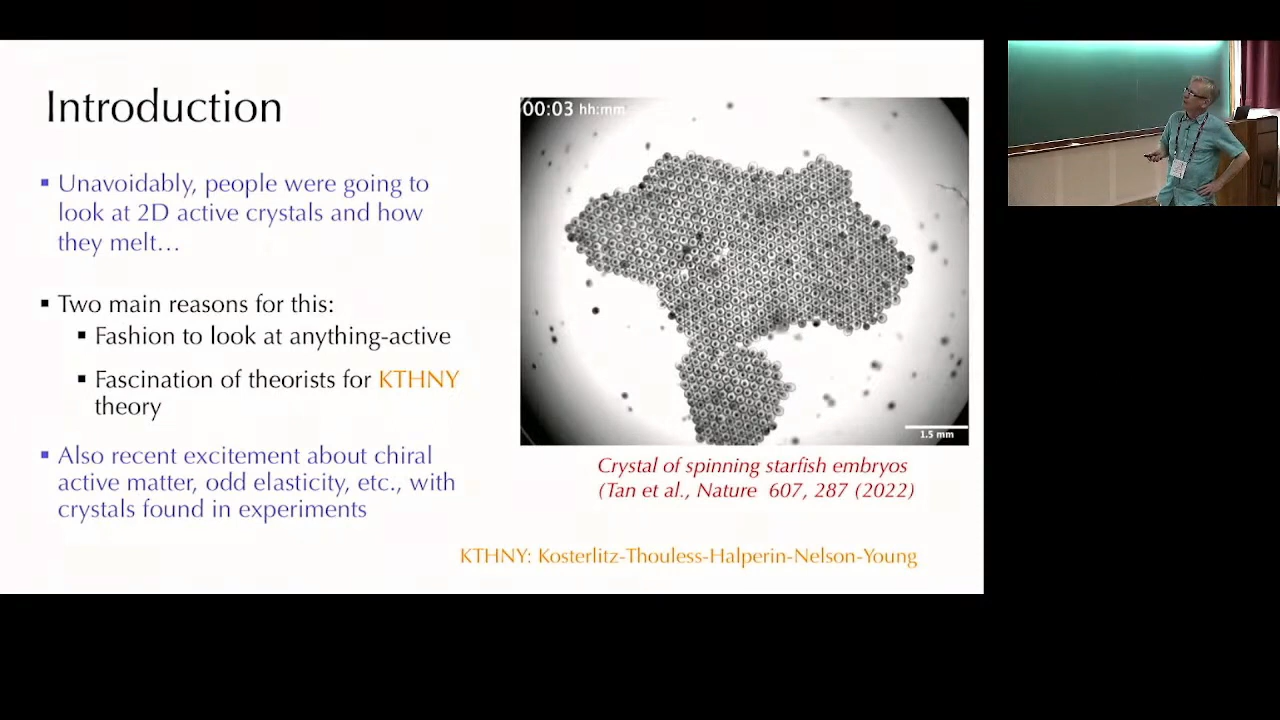 Introduction
▪ Unavoidably, people were going to
look at 2D active crystals and how
they melt…
▪ Two main reasons for this:
▪ Fashion to look at anything-active
▪ Fascination of theorists for KTHNY
theory
▪ Also recent excitement about chiral
active matter, odd elasticity, etc., with
crystals found in experiments
00:03 hh:mm
1.5 mm
Crystal of spinning starfish embryos
(Tan et al., Nature 607, 287 (2022)
KTHNY: Kosterlitz-Thouless-Halperin-Nelson-Young